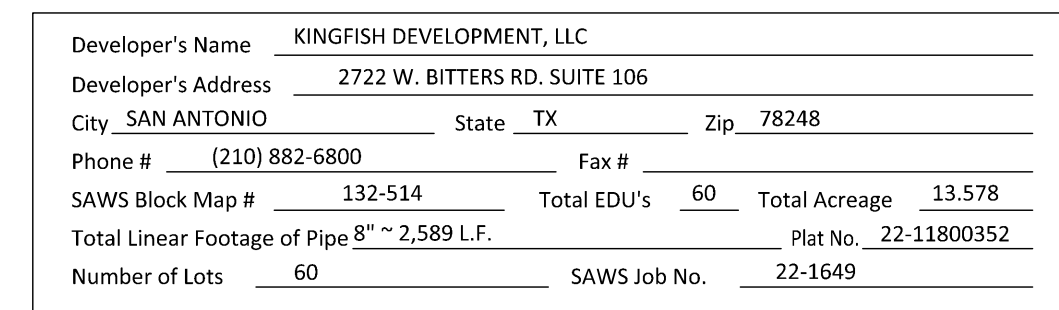 Developer's Name KINGFISH DEVELOPMENT, LLC
Developer's Address 2722 W. BITTERS RD. SUITE 106
City SAN ANTONIO State TX Zip 78248
Phone # (210) 882-6800 Fax #
SAWS Block Map # 132-514 Total EDU's 60 Total Acreage 13.578
Total Linear Footage of Pipe 8" ~ 2,589 L.F. Plat No. 22-11800352
Number of Lots 60 SAWS Job No. 22-1649